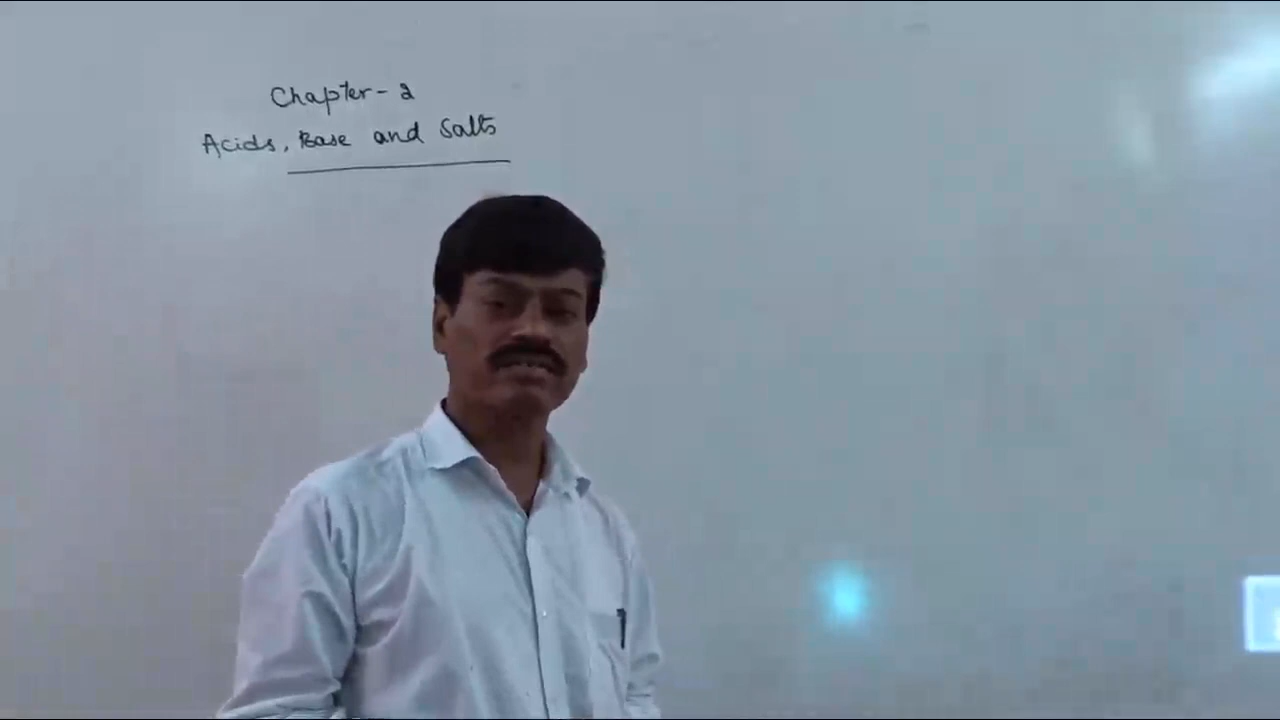 Chapter - 2
Acids, Base and Salts